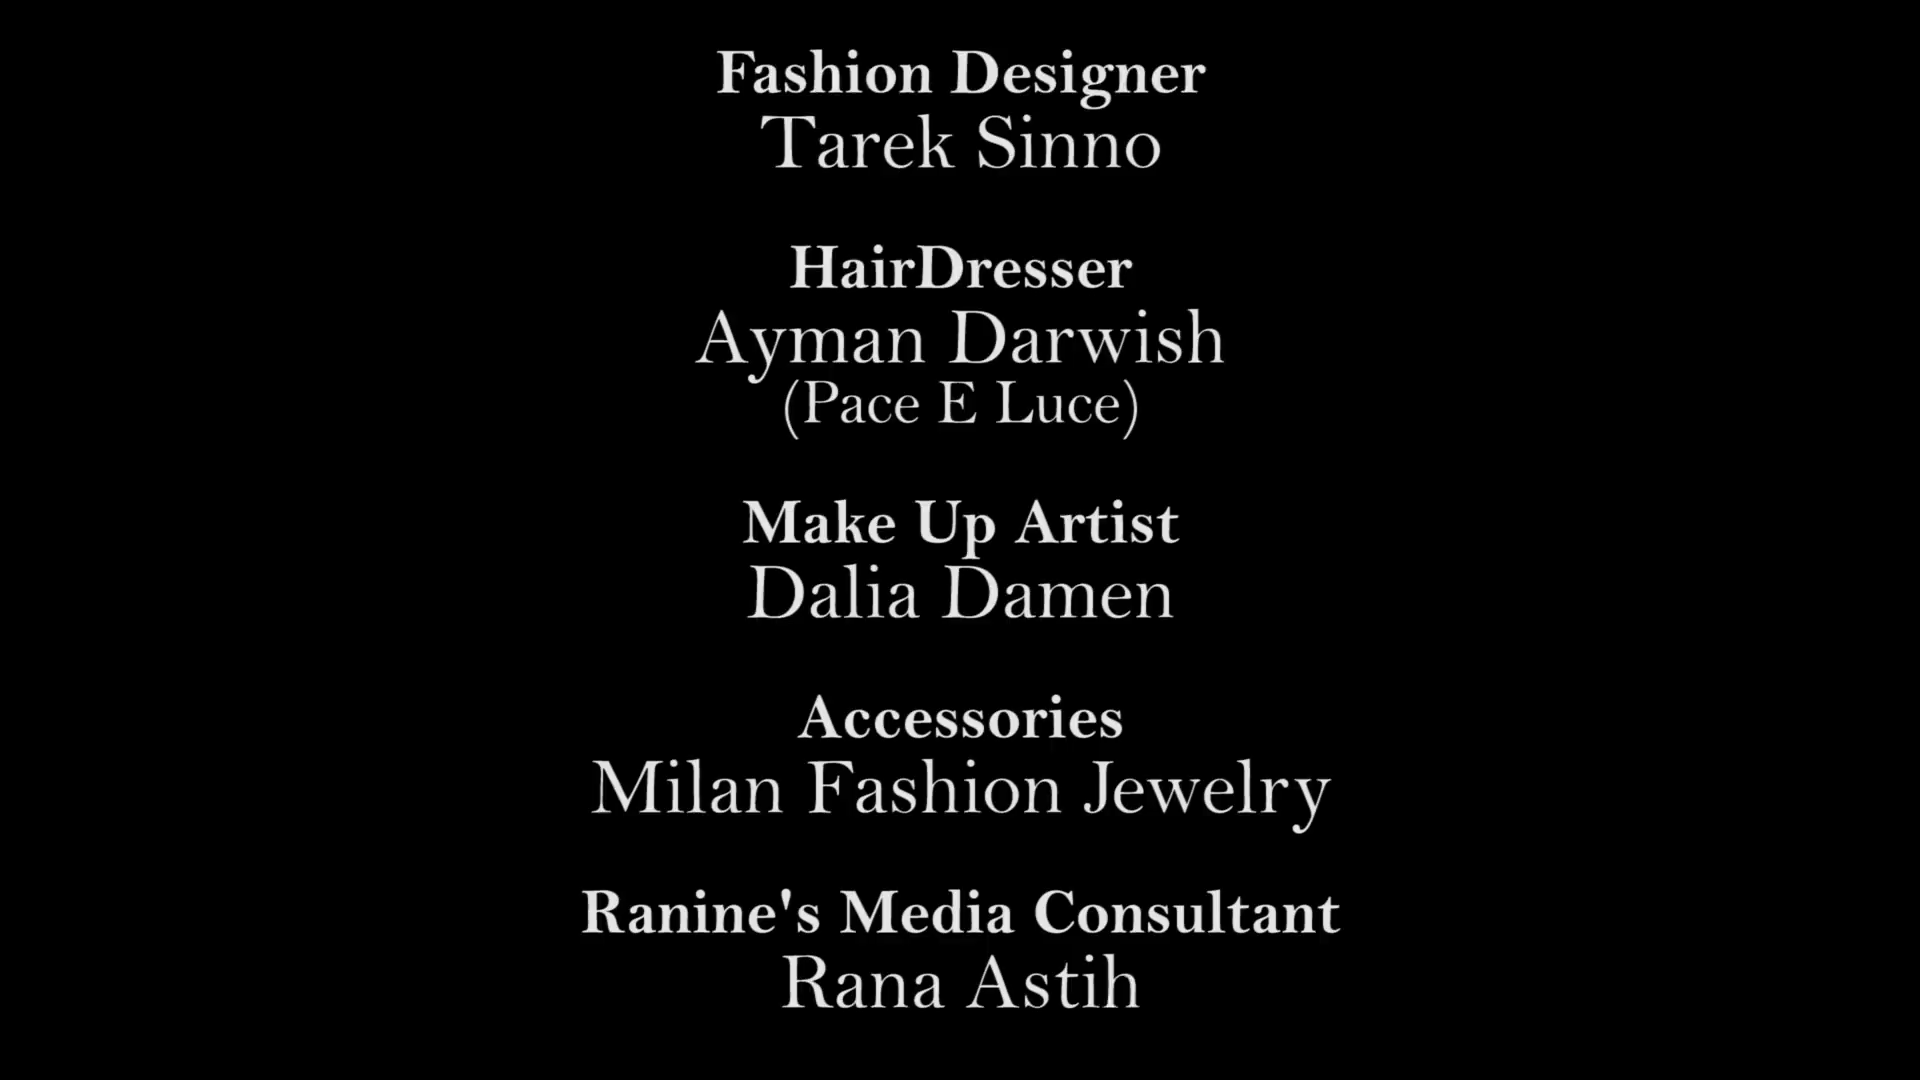 Fashion Designer
Tarek Sinno
HairDresser
Ayman Darwish
(Pace E Luce)
Make Up Artist
Dalia Damen
Accessories
Milan Fashion Jewelry
Ranine's Media Consultant
Rana Astih